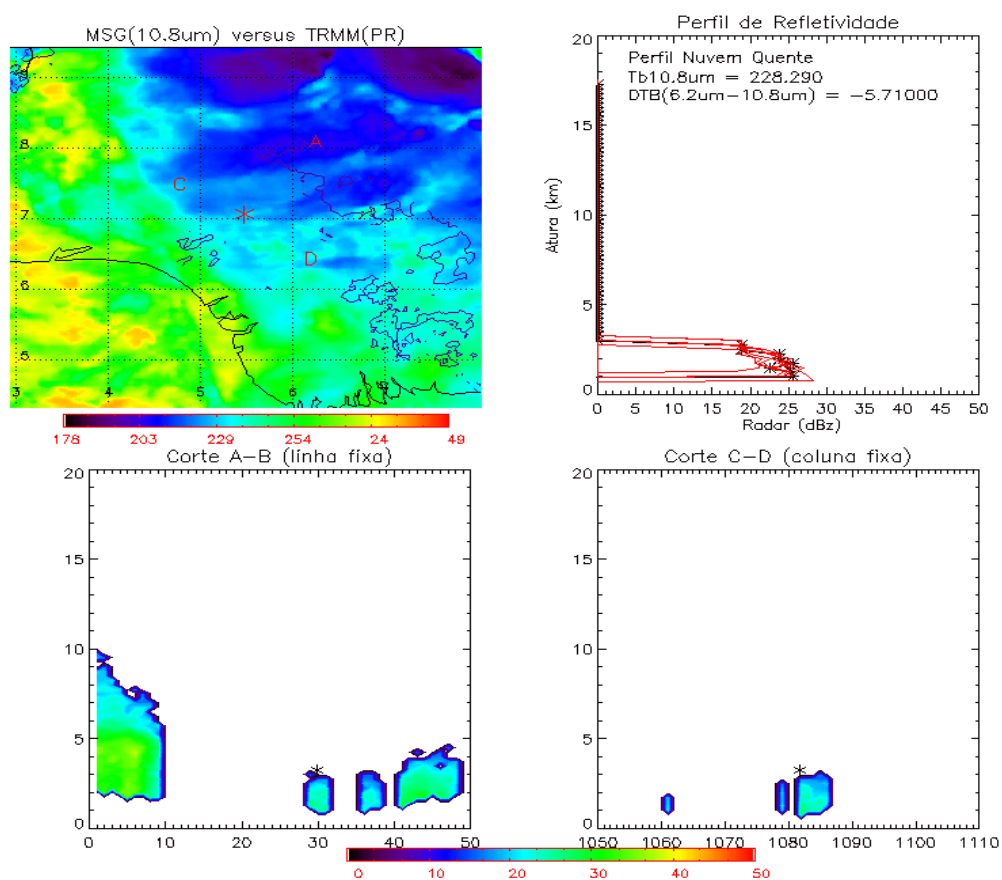 MSG(10.8um) versus TRMM(PR)
9
8
7
6
5
3 4 5 6
A
C
D
178 203 229 254 24 49
Perfil de Refletividade
Perfil Nuvem Quente
Tb10.8um = 228.290
DTB(6.2um-10.8um) = -5.71000
20
15
10
5
0
Atura (km)
0 5 10 15 20 25 30 35 40 45 50
Radar (dBz)
Corte A-B (linha fixa)
20
15
10
5
0
0 10 20 30 40 50
Corte C-D (coluna fixa)
20
15
10
5
0
1050 1060 1070 1080 1090 1100 1110
0 10 20 30 40 50